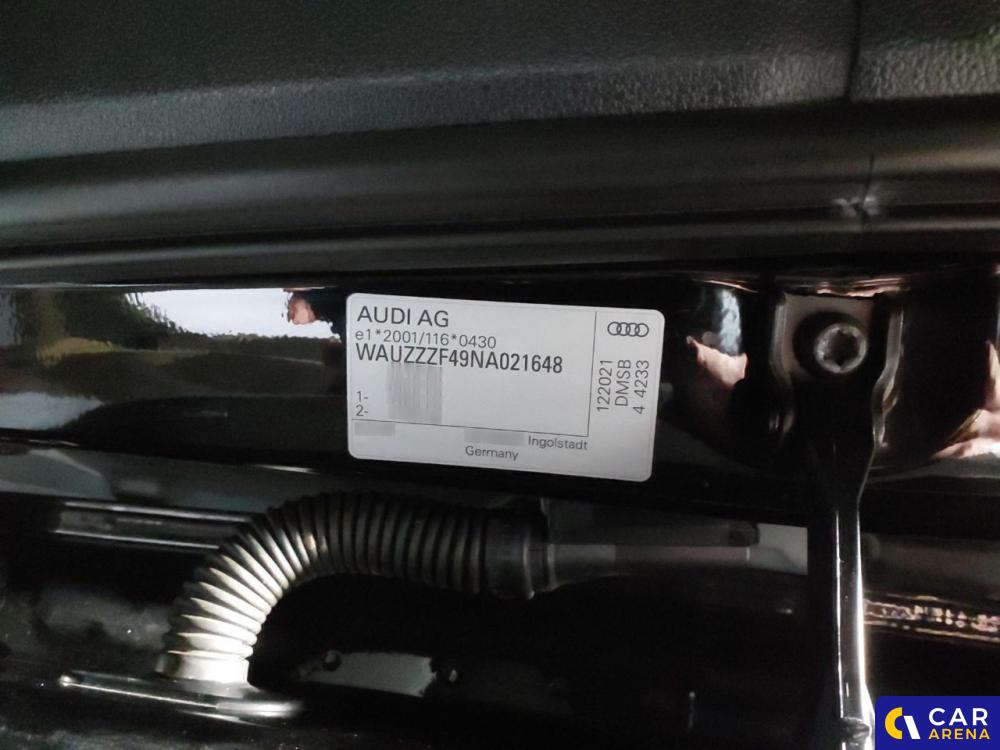 AUDI AG
e1*2001/116*0430
WAUZZZF49NA021648
1-
2-
Ingolstadt
Germany
122021
DMSB
4 4233
CAR
ARENA